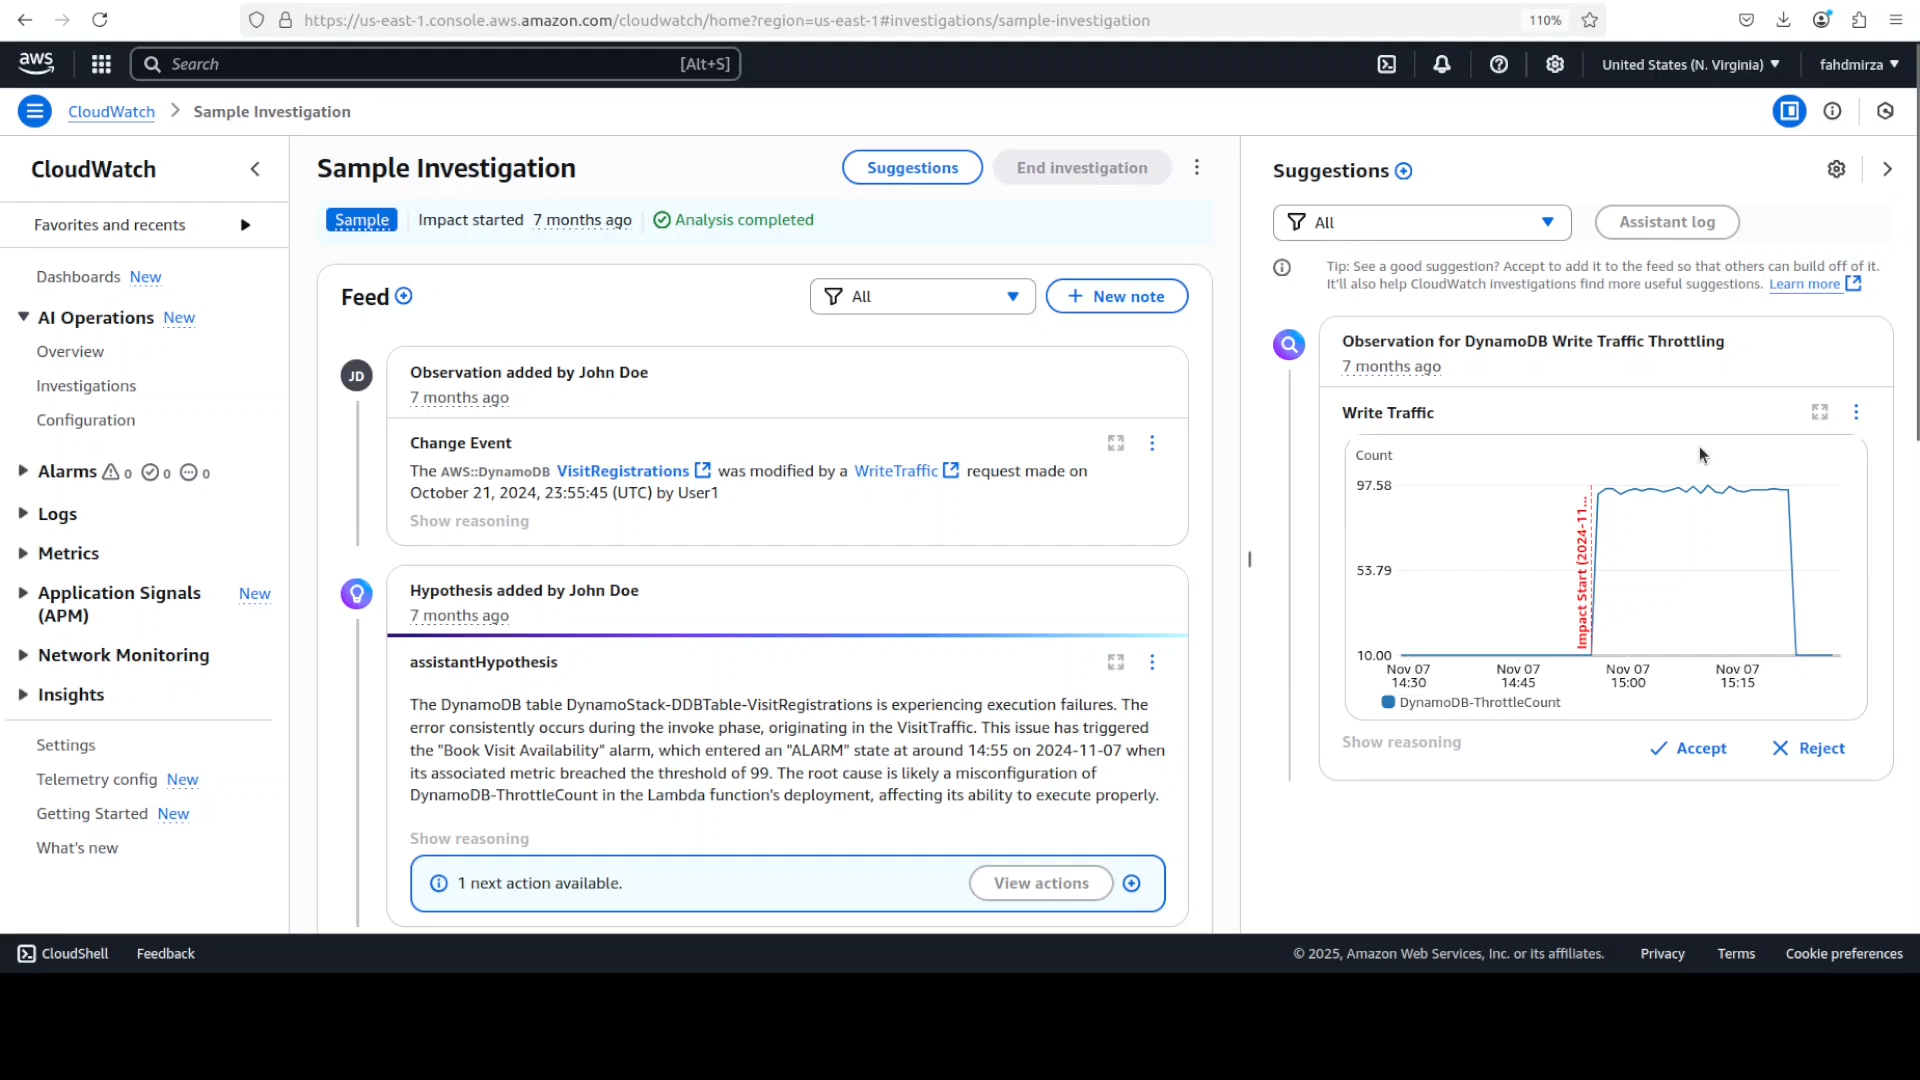 https://us-east-1.console.aws.amazon.com/cloudwatch/home?region=us-east-1#investigations/sample-investigation
110%
aws
Search
[Alt+S]
United States (N. Virginia)
fahdmirza
CloudWatch
Sample Investigation
CloudWatch
Favorites and recents
Dashboards New
AI Operations New
Overview
Investigations
Configuration
Alarms 0 0 0
Logs
Metrics
Application Signals New
(APM)
Network Monitoring
Insights
Settings
Telemetry config New
Getting Started New
What's new
Sample Investigation
Suggestions
End investigation
Sample
Impact started 7 months ago
Analysis completed
Feed
All
New note
JD
Observation added by John Doe
7 months ago
Change Event
The AWS::DynamoDB VisitRegistrations was modified by a WriteTraffic request made on
October 21, 2024, 23:55:45 (UTC) by User1
Show reasoning
Hypothesis added by John Doe
7 months ago
assistantHypothesis
The DynamoDB table DynamoStack-DDBTable-VisitRegistrations is experiencing execution failures. The
error consistently occurs during the invoke phase, originating in the VisitTraffic. This issue has triggered
the "Book Visit Availability" alarm, which entered an "ALARM" state at around 14:55 on 2024-11-07 when
its associated metric breached the threshold of 99. The root cause is likely a misconfiguration of
DynamoDB-ThrottleCount in the Lambda function's deployment, affecting its ability to execute properly.
Show reasoning
1 next action available.
View actions
Suggestions
All
Assistant log
Tip: See a good suggestion? Accept to add it to the feed so that others can build off of it.
It'll also help CloudWatch investigations find more useful suggestions. Learn more
Observation for DynamoDB Write Traffic Throttling
7 months ago
Write Traffic
Count
97.58
53.79
10.00
Impact Start (2024-11...
Nov 07 Nov 07 Nov 07 Nov 07
14:30 14:45 15:00 15:15
DynamoDB-ThrottleCount
Show reasoning
Accept
Reject
CloudShell
Feedback
© 2025, Amazon Web Services, Inc. or its affiliates.
Privacy
Terms
Cookie preferences